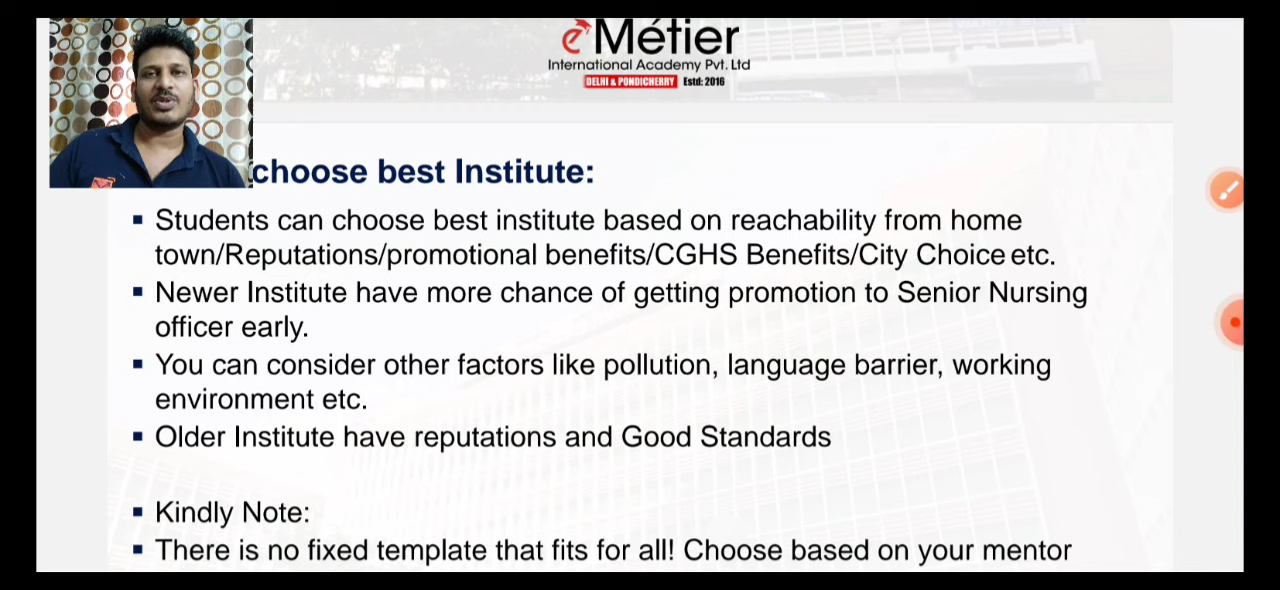 e Métier
International Academy Pvt. Ltd
DELHI & PONDICHERRY Estd: 2016
choose best Institute:
Students can choose best institute based on reachability from home
town/Reputations/promotional benefits/CGHS Benefits/City Choice etc.
Newer Institute have more chance of getting promotion to Senior Nursing
officer early.
You can consider other factors like pollution, language barrier, working
environment etc.
Older Institute have reputations and Good Standards
Kindly Note:
There is no fixed template that fits for all! Choose based on your mentor